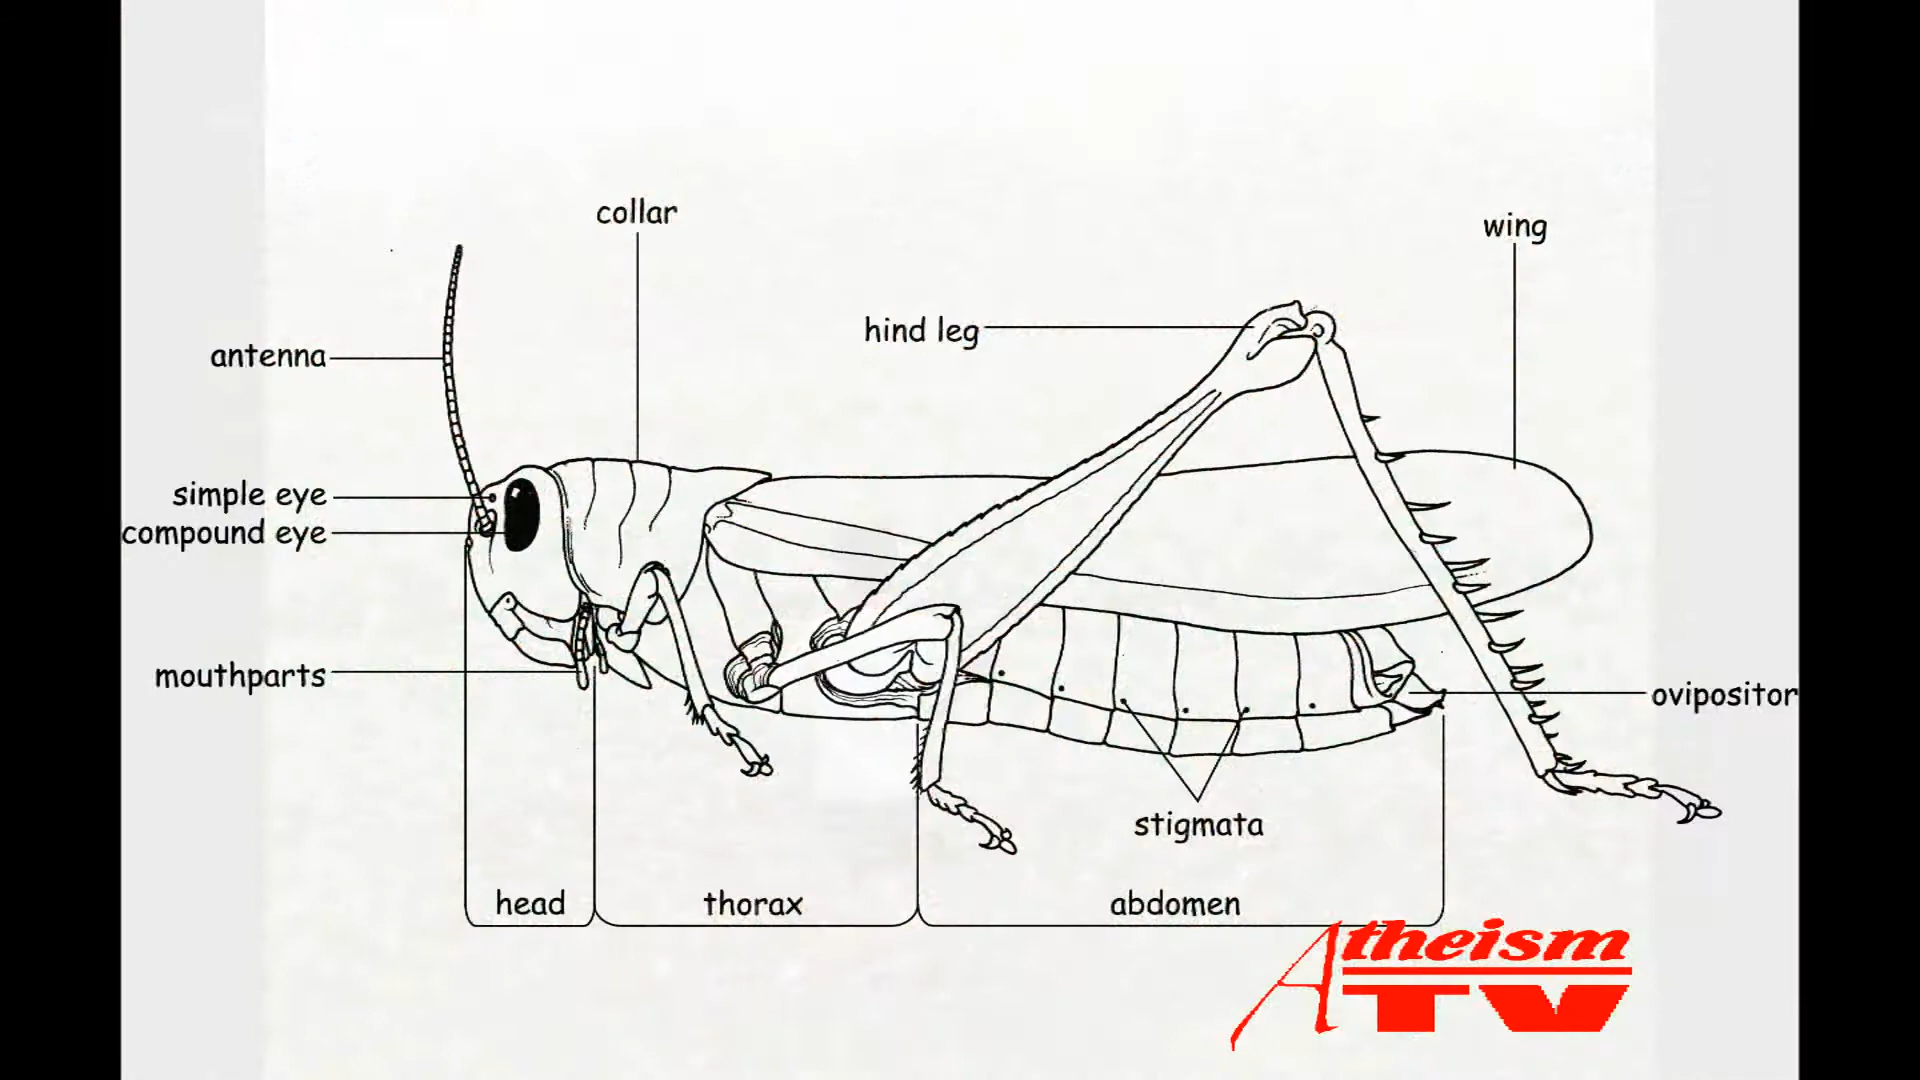 collar
wing
hind leg
antenna
simple eye
compound eye
mouthparts
ovipositor
stigmata
head
thorax
abdomen
Atheism
TV